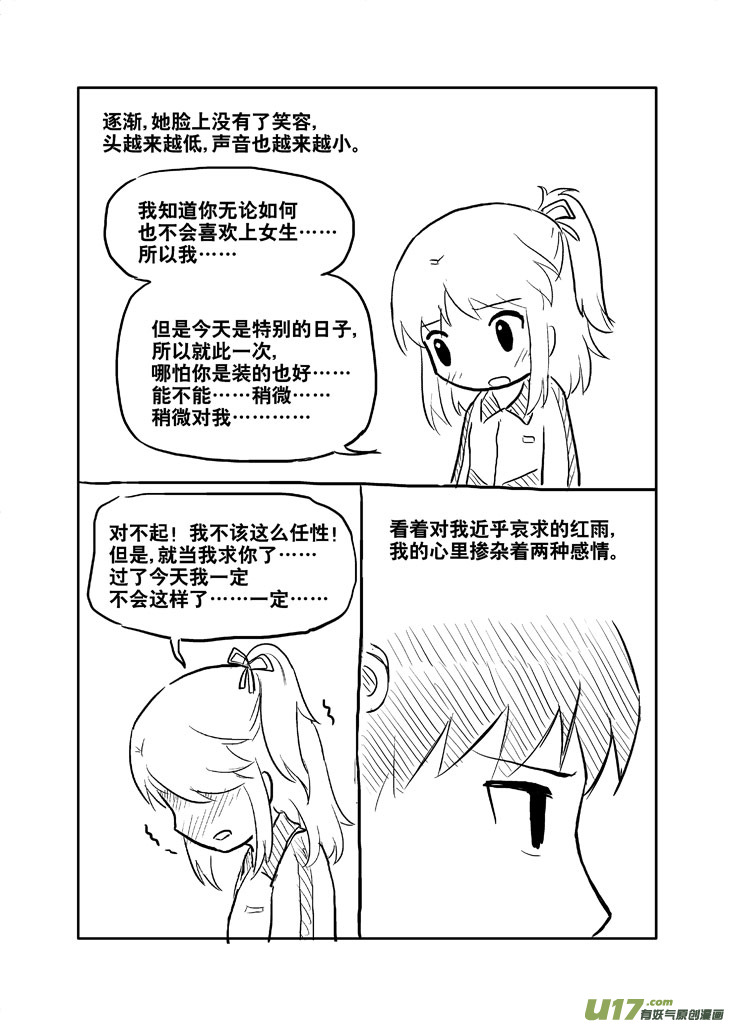 逐渐,她脸上没有了笑容,
头越来越低,声音也越来越小。
我知道你无论如何
也不会喜欢上女生……
所以我……
但是今天是特别的日子,
所以就此一次,
哪怕你是装的也好……
能不能……稍微……
稍微对我…………
对不起！我不该这么任性！
但是,就当我求你了……
过了今天我一定
不会这样了……一定……
看着对我近乎哀求的红雨,
我的心里掺杂着两种感情。
U17.com
有妖气原创漫画